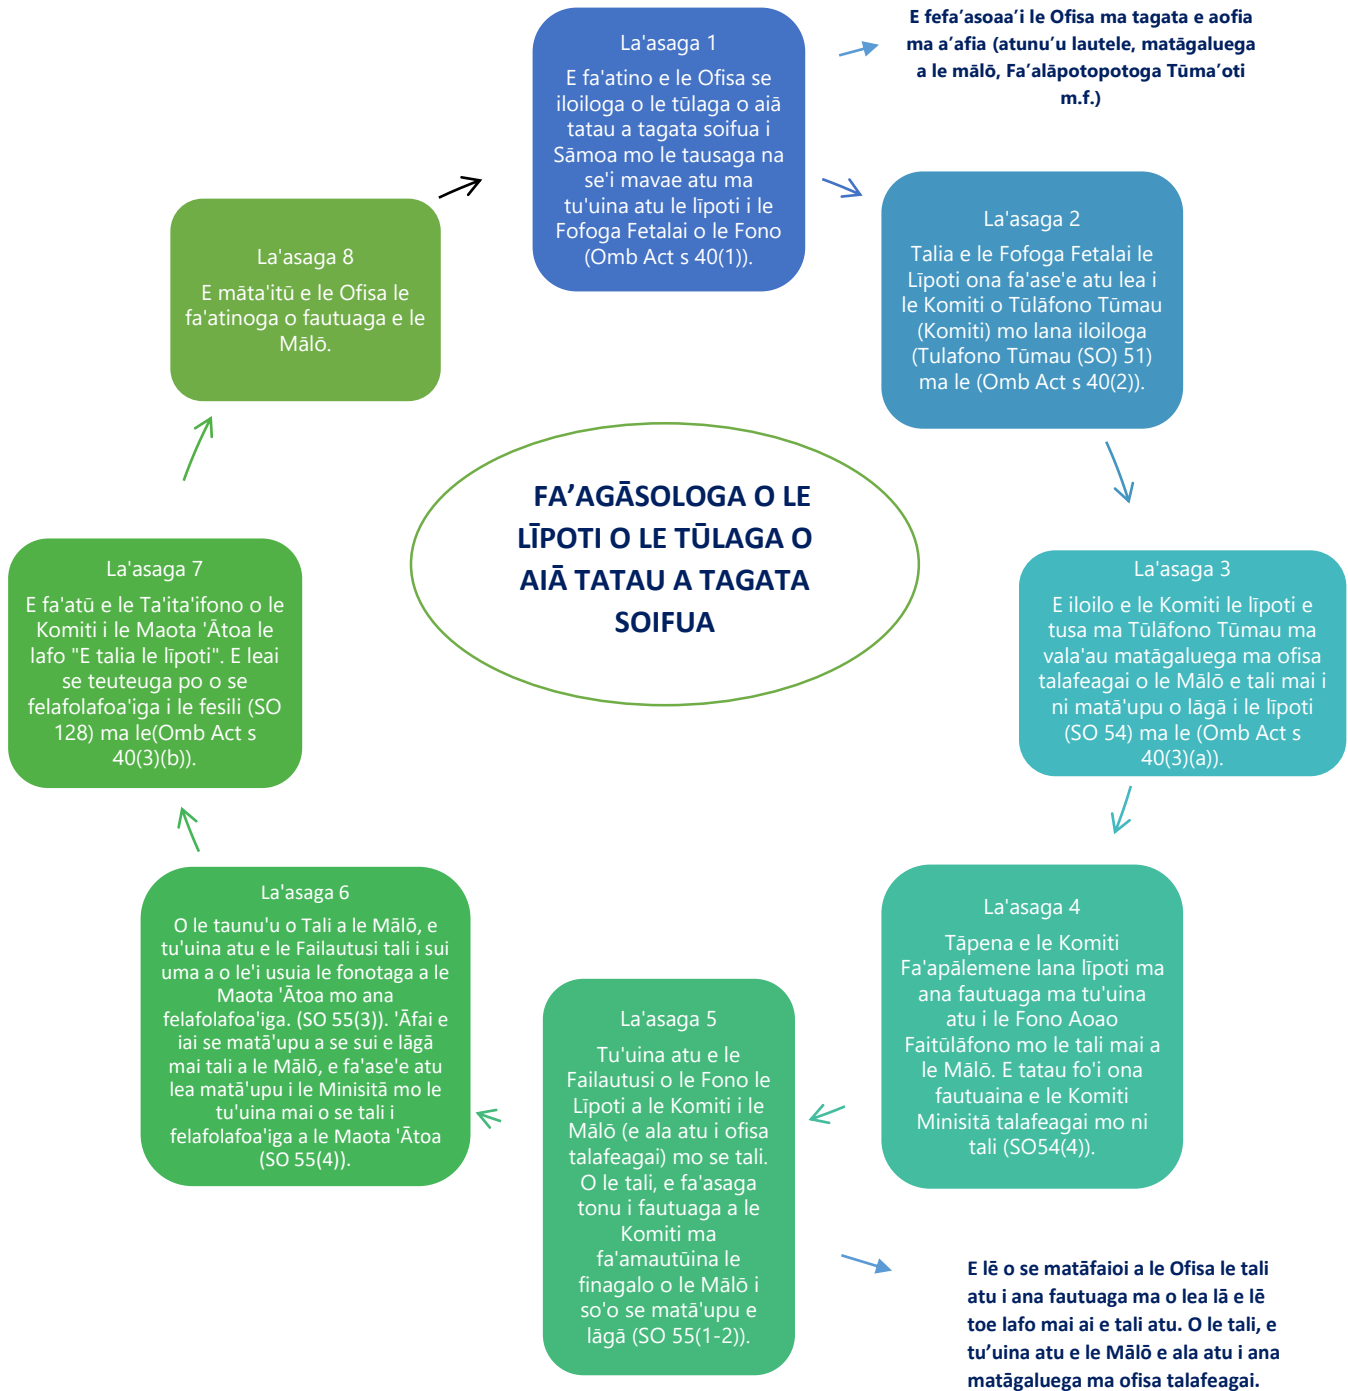 La'asaga 1
E fa'atino e le Ofisa se
iloiloga o le tūlaga o aiā
tatau a tagata soifua i
Sāmoa mo le tausaga na
se'i mavae atu ma
tu'uina atu le līpoti i le
Fofoga Fetalai o le Fono
(Omb Act s 40(1)).
E fefa’asoaa’i le Ofisa ma tagata e aofia
ma a’afia (atunu’u lautele, matāgaluega
a le mālō, Fa’alāpotopotoga Tūma’oti
m.f.)
La'asaga 2
Talia e le Fofoga Fetalai le
Līpoti ona fa'ase'e atu lea i
le Komiti o Tūlāfono Tūmau
(Komiti) mo lana iloiloga
(Tulafono Tūmau (SO) 51)
ma le (Omb Act s 40(2)).
La'asaga 3
E iloilo e le Komiti le līpoti e
tusa ma Tūlāfono Tūmau ma
vala'au matāgaluega ma ofisa
talafeagai o le Mālō e tali mai i
ni matā'upu o lāgā i le līpoti
(SO 54) ma le (Omb Act s
40(3)(a)).
La'asaga 4
Tāpena e le Komiti
Fa'apālemene lana līpoti ma
ana fautuaga ma tu'uina
atu i le Fono Aoao
Faitūlāfono mo le tali mai a
le Mālō. E tatau fo'i ona
fautuaina e le Komiti
Minisitā talafeagai mo ni
tali (SO54(4)).
La'asaga 5
Tu'uina atu e le
Failautusi o le Fono le
Līpoti a le Komiti i le
Mālō (e ala atu i ofisa
talafeagai) mo se tali.
O le tali, e fa'asaga
tonu i fautuaga a le
Komiti ma
fa'amautūina le
finagalo o le Mālō i
so'o se matā'upu e
lāgā (SO 55(1-2)).
E lē o se matāfaioi a le Ofisa le tali
atu i ana fautuaga ma o lea lā e lē
toe lafo mai ai e tali atu. O le tali, e
tu’uina atu e le Mālō e ala atu i ana
matāgaluega ma ofisa talafeagai.
La'asaga 6
O le taunu'u o Tali a le Mālō, e
tu'uina atu e le Failautusi tali i sui
uma a o le'i usuia le fonotaga a le
Maota 'Ātoa mo ana
felafolafoa'iga. (SO 55(3)). 'Āfai e
iai se matā'upu a se sui e lāgā
mai tali a le Mālō, e fa'ase'e atu
lea matā'upu i le Minisitā mo le
tu'uina mai o se tali i
felafolafoa'iga a le Maota 'Ātoa
(SO 55(4)).
La'asaga 7
E fa'atū e le Ta'ita'ifono o le
Komiti i le Maota 'Ātoa le
lafo "E talia le līpoti". E leai
se teuteuga po o se
felafolafoa'iga i le fesili (SO
128) ma le(Omb Act s
40(3)(b)).
La'asaga 8
E māta'itū e le Ofisa le
fa'atinoga o fautuaga e le
Mālō.
FA’AGĀSOLOGA O LE
LĪPOTI O LE TŪLAGA O
AIĀ TATAU A TAGATA
SOIFUA